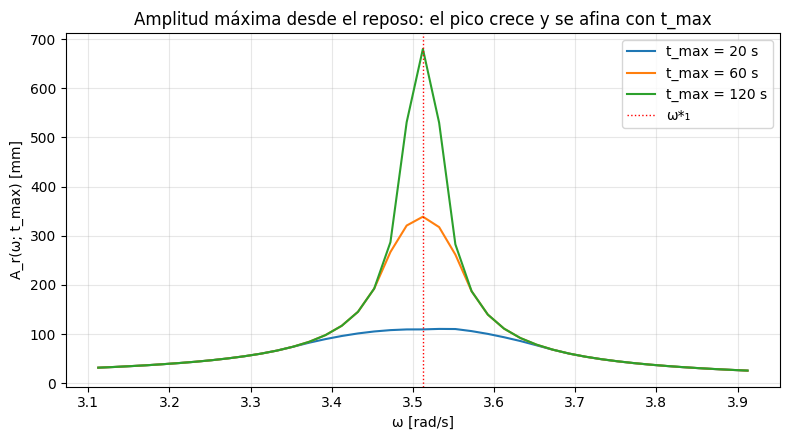 Amplitud máxima desde el reposo: el pico crece y se afina con t_max
A_r(ω; t_max) [mm]
700
600
500
400
300
200
100
0
t_max = 20 s
t_max = 60 s
t_max = 120 s
ω*₁
3.1 3.2 3.3 3.4 3.5 3.6 3.7 3.8 3.9
ω [rad/s]